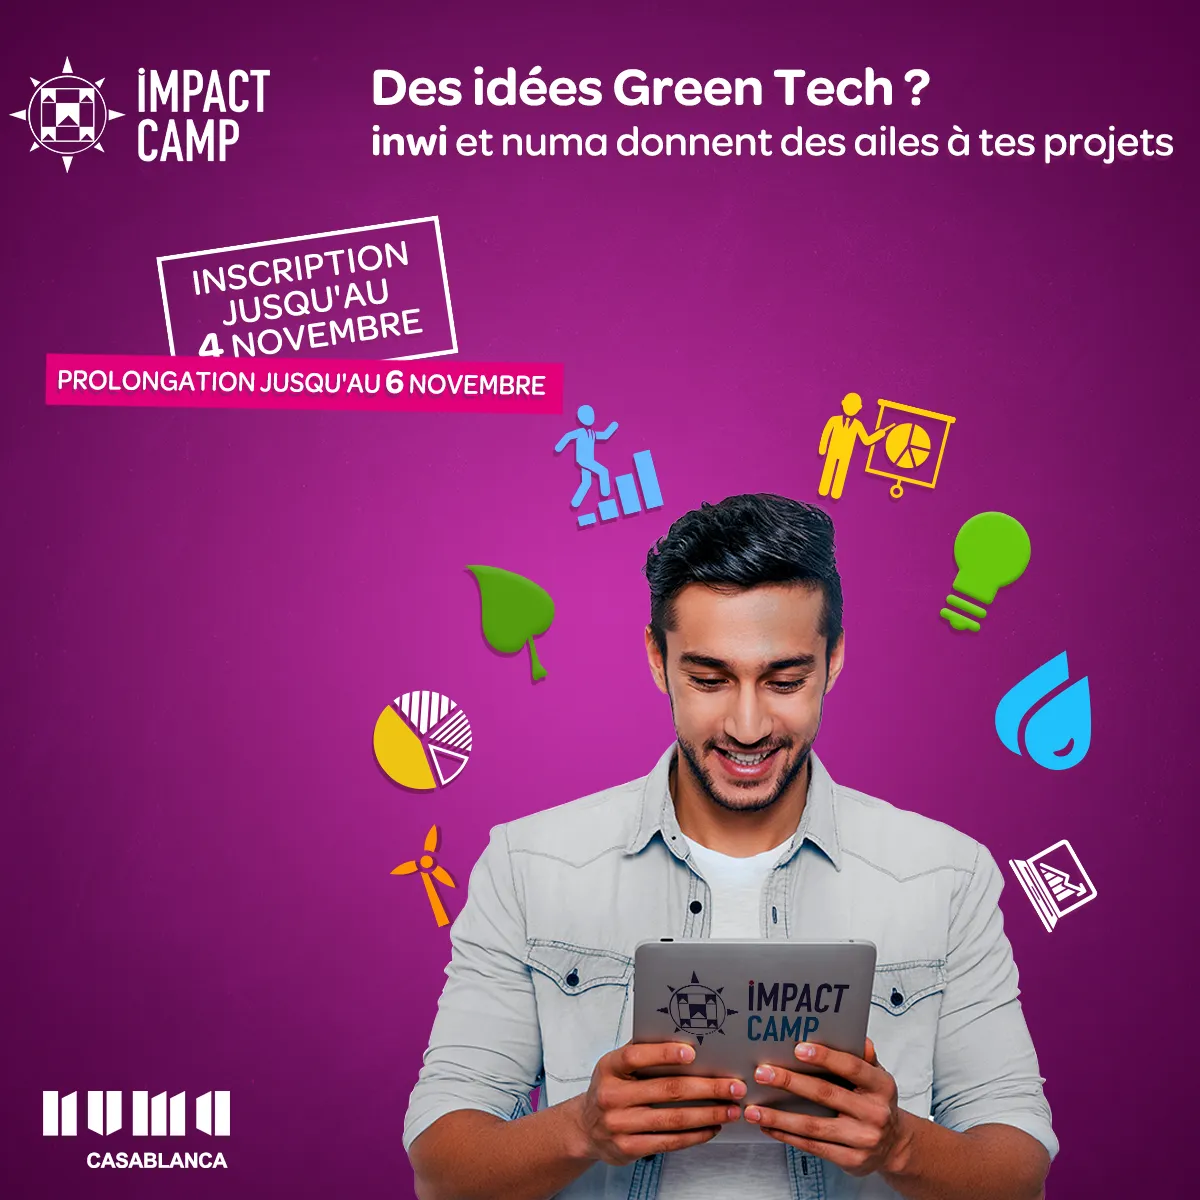 iMPACT
CAMP
Des idées Green Tech ?
inwi et numa donnent des ailes à tes projets
INSCRIPTION
JUSQU'AU
4 NOVEMBRE
PROLONGATION JUSQU'AU 6 NOVEMBRE
iMPACT
CAMP
numa
CASABLANCA